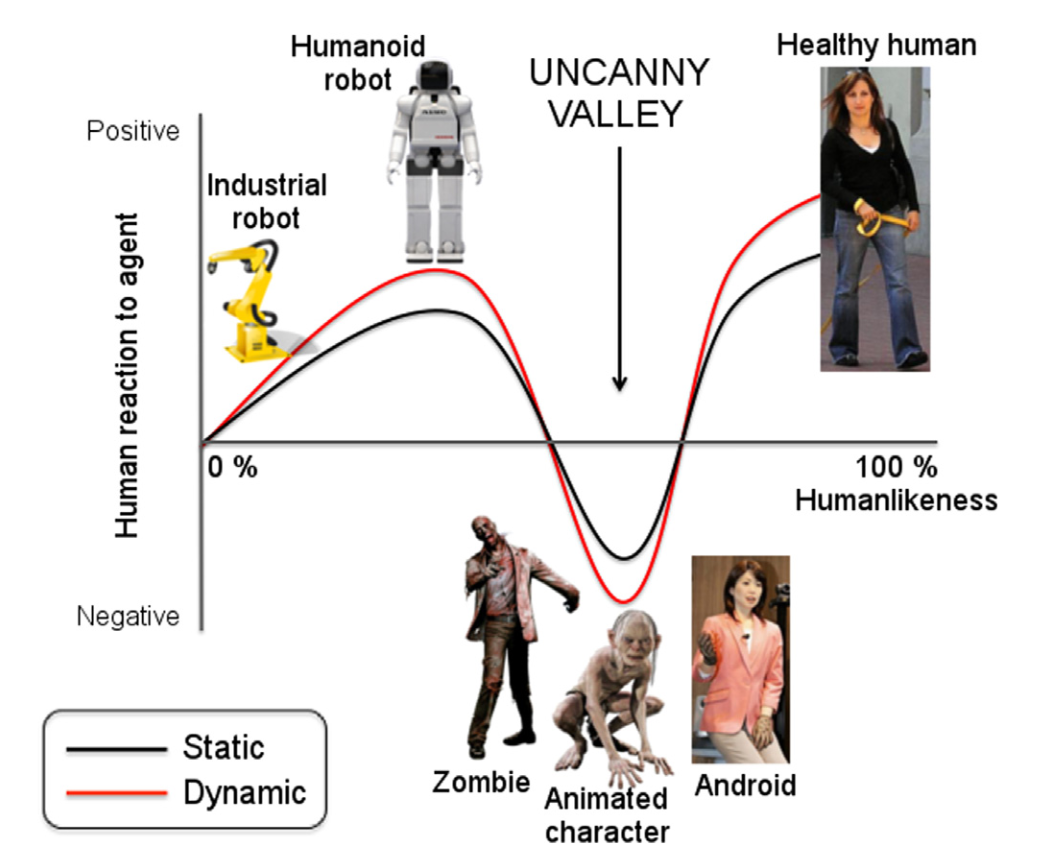 Humanoid
robot
UNCANNY
VALLEY
Healthy human
Positive
Industrial
robot
Human reaction to agent
0 %
100 %
Humanlikeness
Negative
Zombie
Animated
character
Android
Static
Dynamic